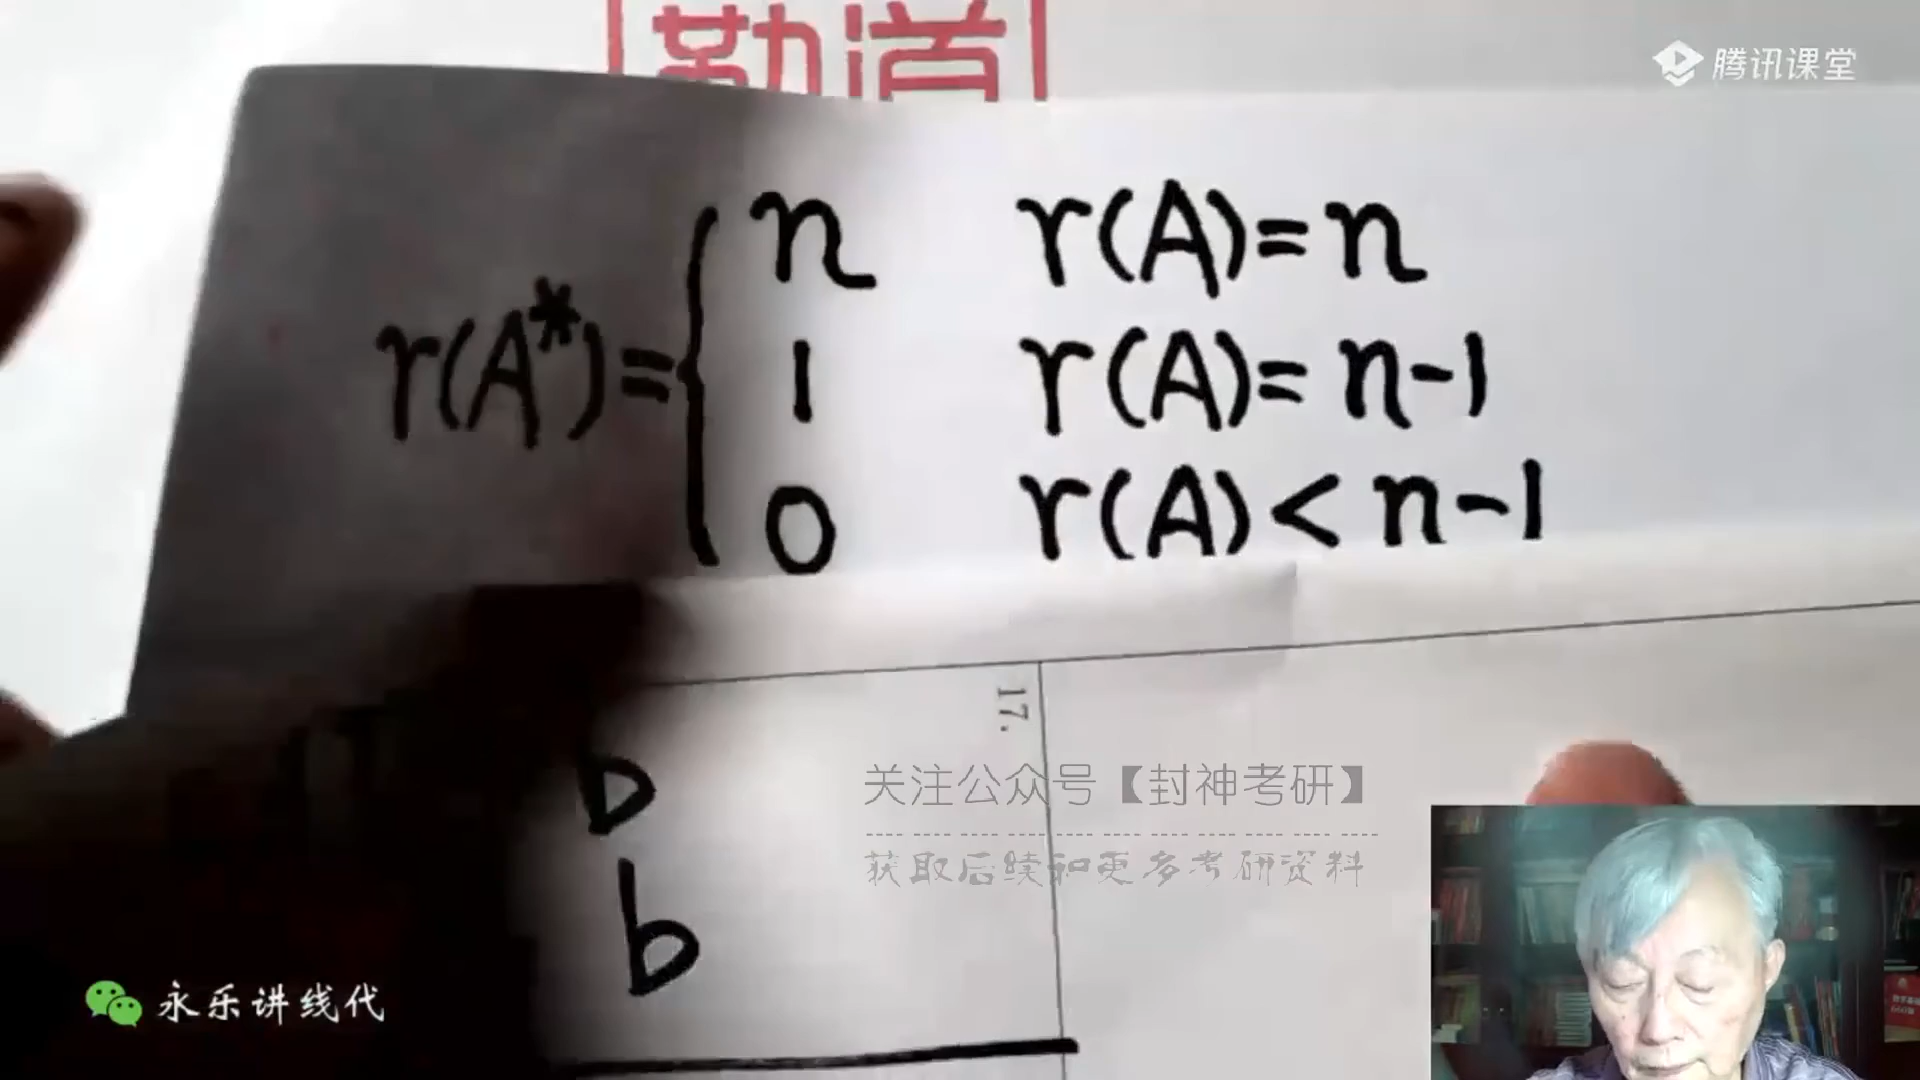 勤道
腾讯课堂
r(A*)={ n r(A)=n
1 r(A)=n-1
0 r(A)<n-1
17.
关注公众号【封神考研】
获取后续和更多考研资料
b
永乐讲线代